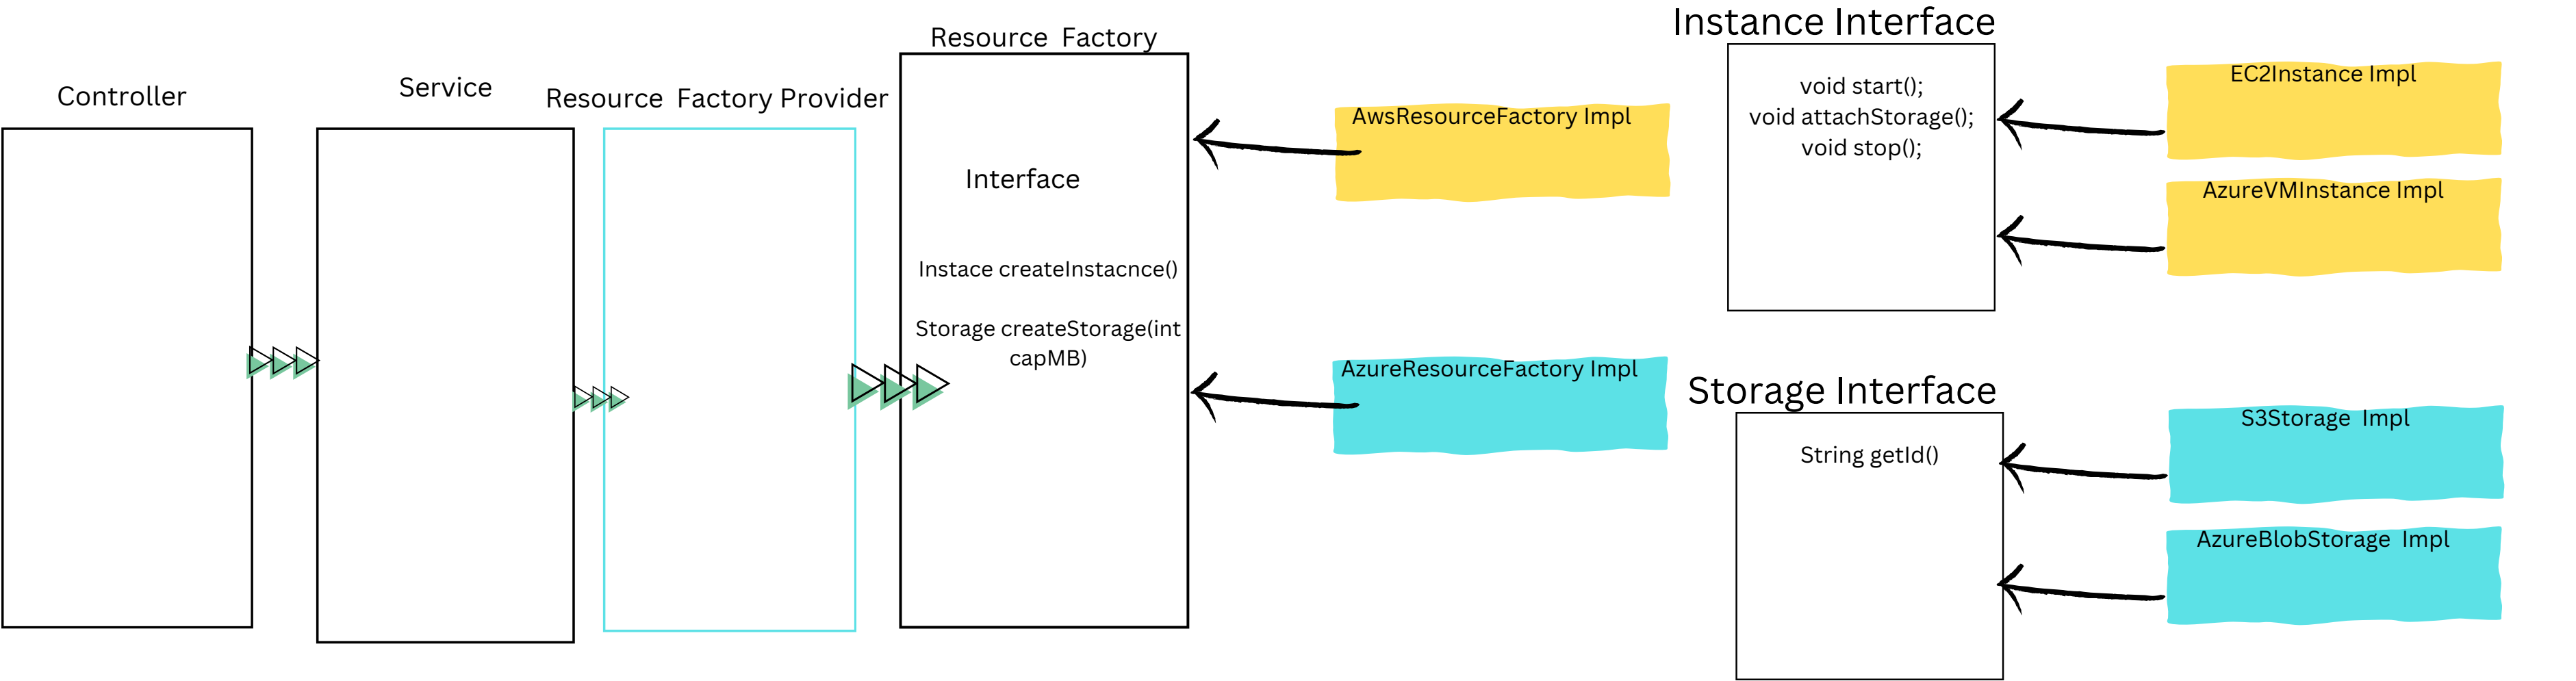 Controller
Service
Resource Factory Provider
Resource Factory
Interface
Instace createInstacnce()
Storage createStorage(int
capMB)
AwsResourceFactory Impl
AzureResourceFactory Impl
Instance Interface
void start();
void attachStorage();
void stop();
EC2Instance Impl
AzureVMInstance Impl
Storage Interface
String getId()
S3Storage Impl
AzureBlobStorage Impl